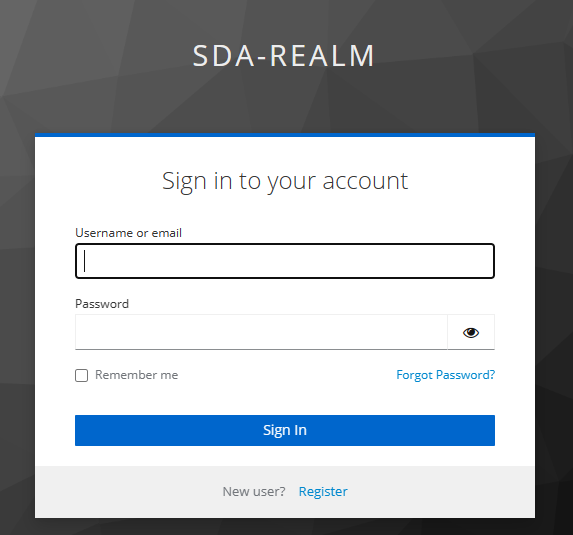 SDA-REALM
Sign in to your account
Username or email
Password
Remember me Forgot Password?
Sign In
New user? Register